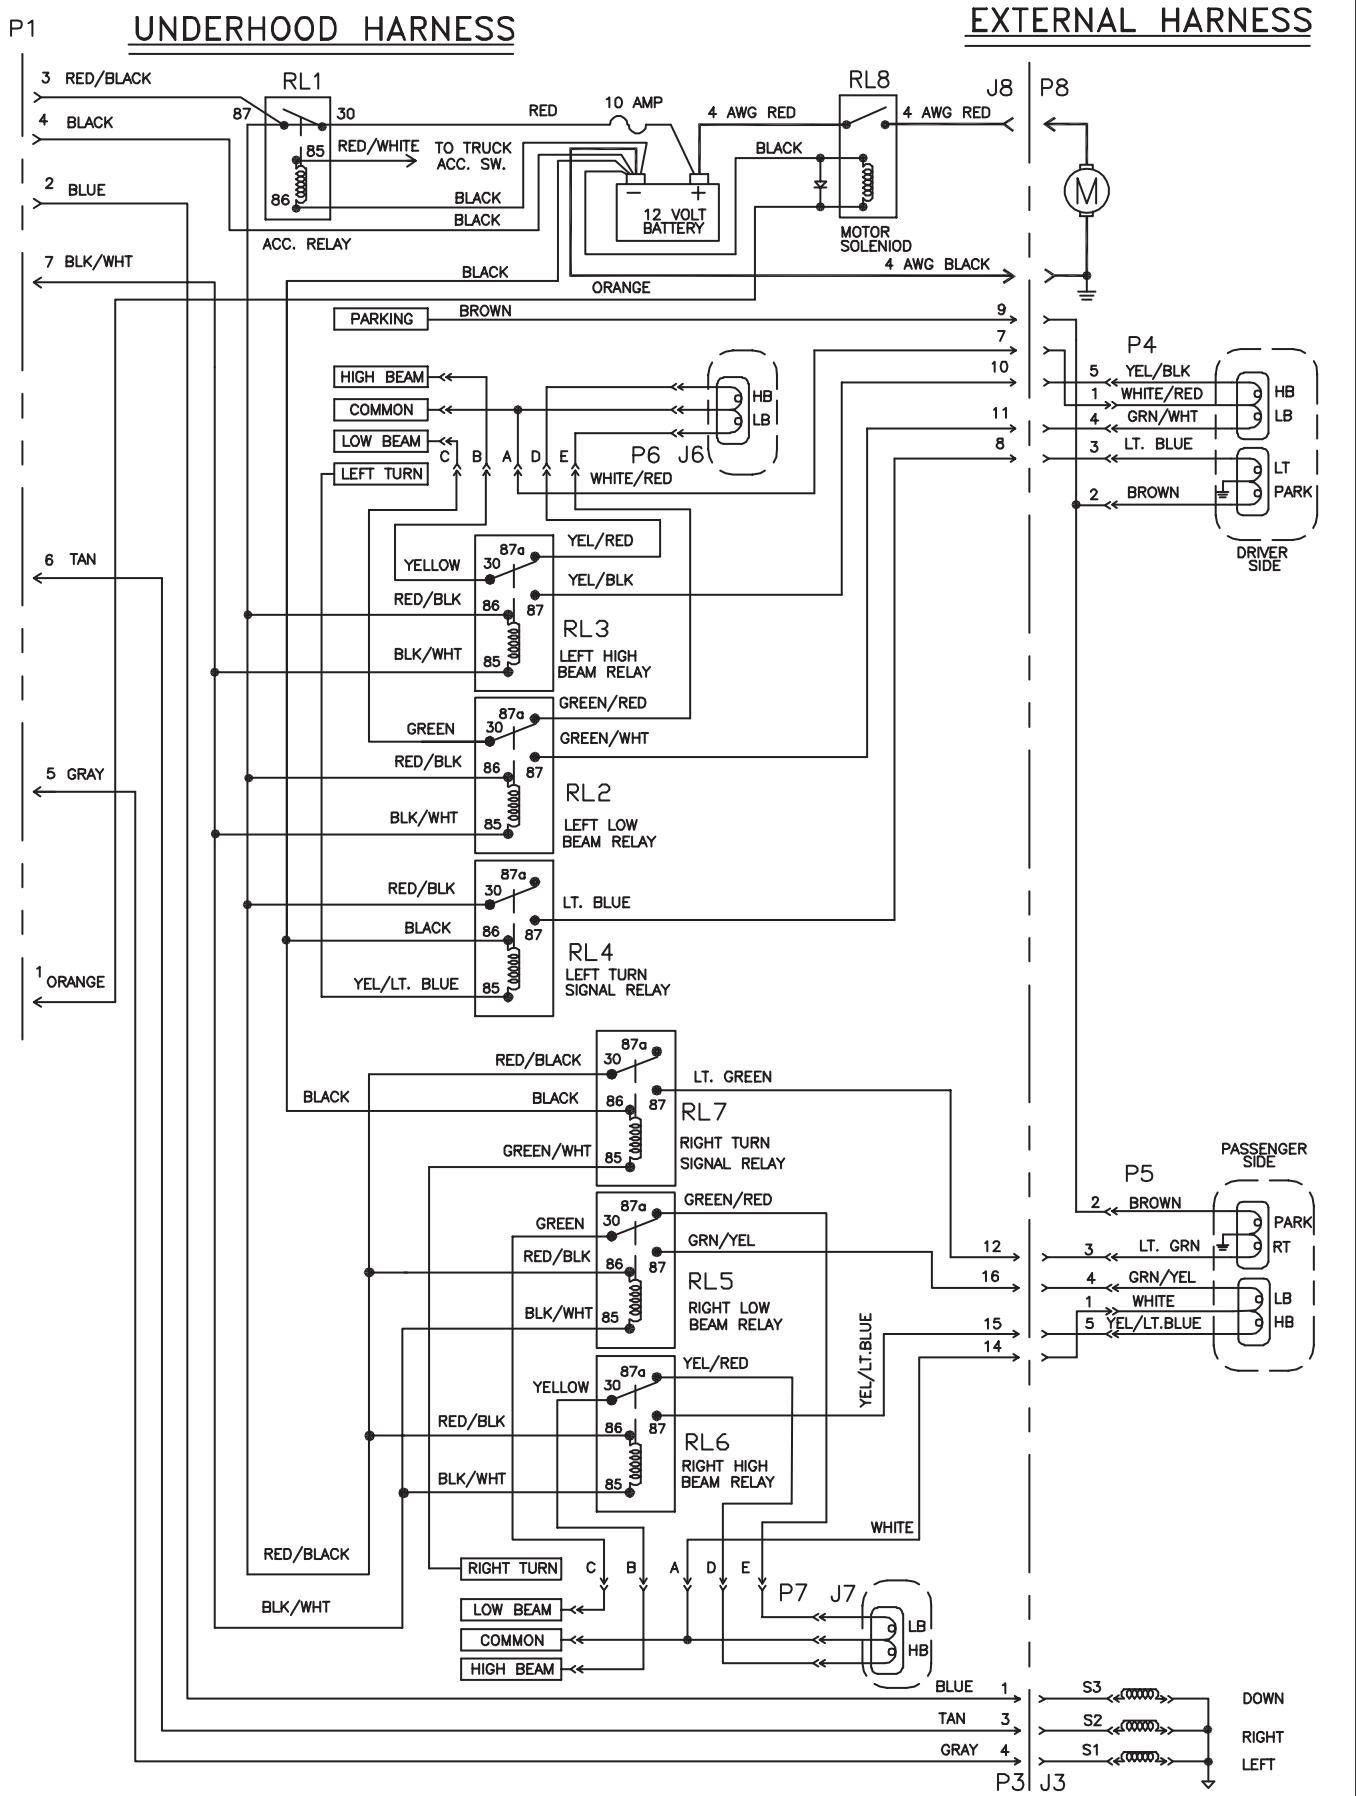 P1
UNDERHOOD HARNESS
EXTERNAL HARNESS
3 RED/BLACK
RL1
87
30
RED
10 AMP
RL8
4 AWG RED
4 AWG RED
J8 P8
4 BLACK
85
RED/WHITE
TO TRUCK
ACC. SW.
BLACK
86
BLACK
BLACK
− +
12 VOLT
BATTERY
M
2 BLUE
ACC. RELAY
MOTOR
SOLENIOD
7 BLK/WHT
BLACK
4 AWG BLACK
ORANGE
PARKING
BROWN
9
7
10
11
8
P4
HIGH BEAM
COMMON
LOW BEAM
LEFT TURN
C B A D E
HB
LB
P6 J6
WHITE/RED
5 YEL/BLK
1 WHITE/RED
4 GRN/WHT
3 LT. BLUE
2 BROWN
HB
LB
LT
PARK
DRIVER
SIDE
6 TAN
87a
30
YELLOW
YEL/RED
YEL/BLK
RED/BLK
86
87
RL3
BLK/WHT
85
LEFT HIGH
BEAM RELAY
GREEN/RED
87a
30
GREEN
GREEN/WHT
RED/BLK
86
87
5 GRAY
RL2
BLK/WHT
85
LEFT LOW
BEAM RELAY
87a
RED/BLK
30
LT. BLUE
BLACK
86
87
RL4
1 ORANGE
YEL/LT. BLUE
85
LEFT TURN
SIGNAL RELAY
87a
RED/BLACK
30
LT. GREEN
BLACK
BLACK
86
87
RL7
GREEN/WHT
85
RIGHT TURN
SIGNAL RELAY
PASSENGER
SIDE
P5
GREEN/RED
87a
GREEN
30
GRN/YEL
RED/BLK
86
87
RL5
BLK/WHT
85
RIGHT LOW
BEAM RELAY
12
16
15
14
2 BROWN
3 LT. GRN
4 GRN/YEL
1 WHITE
5 YEL/LT.BLUE
PARK
RT
LB
HB
YEL/LT.BLUE
YEL/RED
87a
YELLOW
30
RED/BLK
86
87
RL6
BLK/WHT
85
RIGHT HIGH
BEAM RELAY
WHITE
RED/BLACK
RIGHT TURN
C B A D E
P7 J7
BLK/WHT
LOW BEAM
COMMON
HIGH BEAM
LB
HB
BLUE 1
S3
DOWN
TAN 3
S2
RIGHT
GRAY 4
S1
LEFT
P3 J3